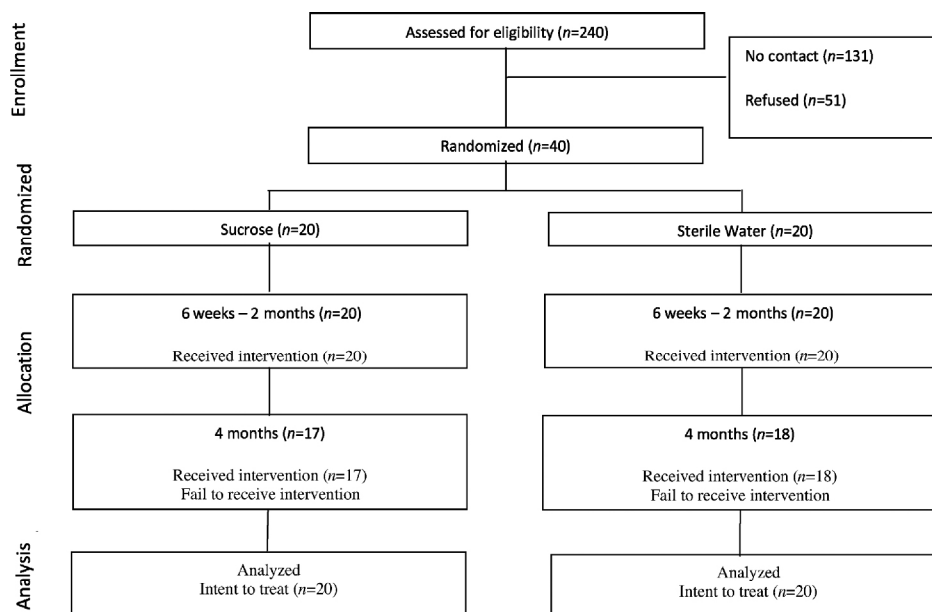 Enrollment
Assessed for eligibility (n=240)
No contact (n=131)
Refused (n=51)
Randomized (n=40)
Randomized
Sucrose (n=20)
Sterile Water (n=20)
Allocation
6 weeks – 2 months (n=20)
Received intervention (n=20)
6 weeks – 2 months (n=20)
Received intervention (n=20)
4 months (n=17)
Received intervention (n=17)
Fail to receive intervention
4 months (n=18)
Received intervention (n=18)
Fail to receive intervention
Analysis
Analyzed
Intent to treat (n=20)
Analyzed
Intent to treat (n=20)